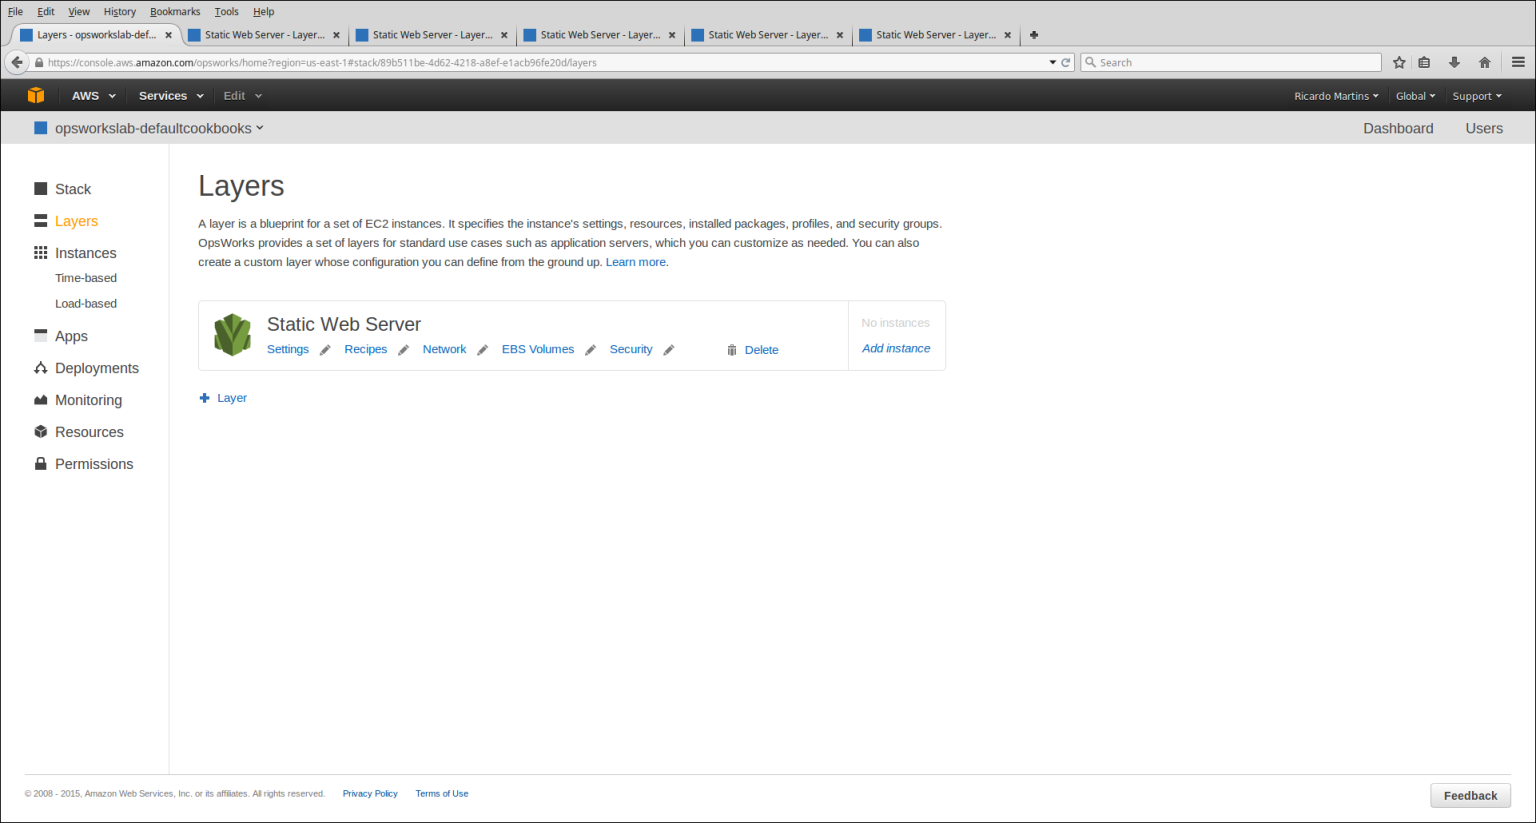 File Edit View History Bookmarks Tools Help
Layers - opsworkslab-def... Static Web Server - Layer... Static Web Server - Layer... Static Web Server - Layer... Static Web Server - Layer... Static Web Server - Layer...
https://console.aws.amazon.com/opsworks/home?region=us-east-1#stack/89b511be-4d62-4218-a8ef-e1acb96fe20d/layers Search
AWS Services Edit Ricardo Martins Global Support
opsworkslab-defaultcookbooks Dashboard Users
Stack
Layers
Instances
Time-based
Load-based
Apps
Deployments
Monitoring
Resources
Permissions
Layers
A layer is a blueprint for a set of EC2 instances. It specifies the instance's settings, resources, installed packages, profiles, and security groups.
OpsWorks provides a set of layers for standard use cases such as application servers, which you can customize as needed. You can also
create a custom layer whose configuration you can define from the ground up. Learn more.
Static Web Server
Settings Recipes Network EBS Volumes Security Delete
No instances
Add instance
Layer
© 2008 - 2015, Amazon Web Services, Inc. or its affiliates. All rights reserved. Privacy Policy Terms of Use
Feedback